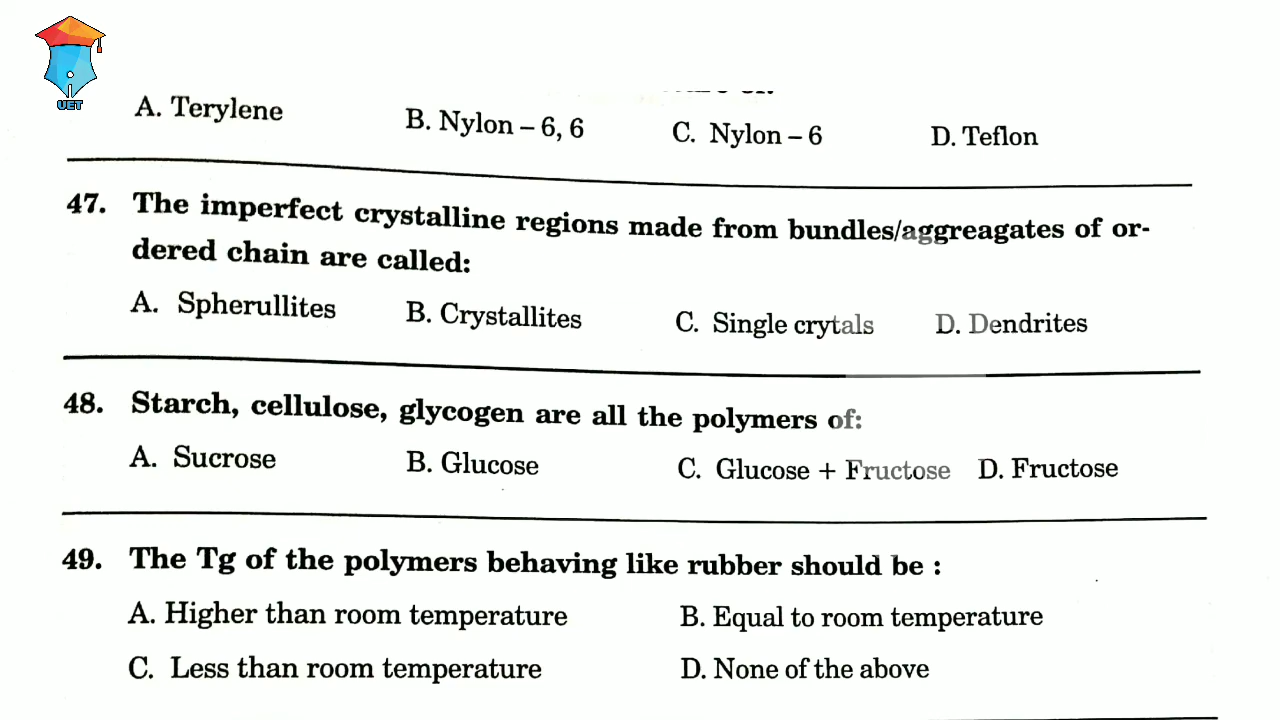 UET
A. Terylene B. Nylon – 6, 6 C. Nylon – 6 D. Teflon
47. The imperfect crystalline regions made from bundles/aggreagates of or-
dered chain are called:
A. Spherullites B. Crystallites C. Single crytals D. Dendrites
48. Starch, cellulose, glycogen are all the polymers of:
A. Sucrose B. Glucose C. Glucose + Fructose D. Fructose
49. The Tg of the polymers behaving like rubber should be :
A. Higher than room temperature B. Equal to room temperature
C. Less than room temperature D. None of the above